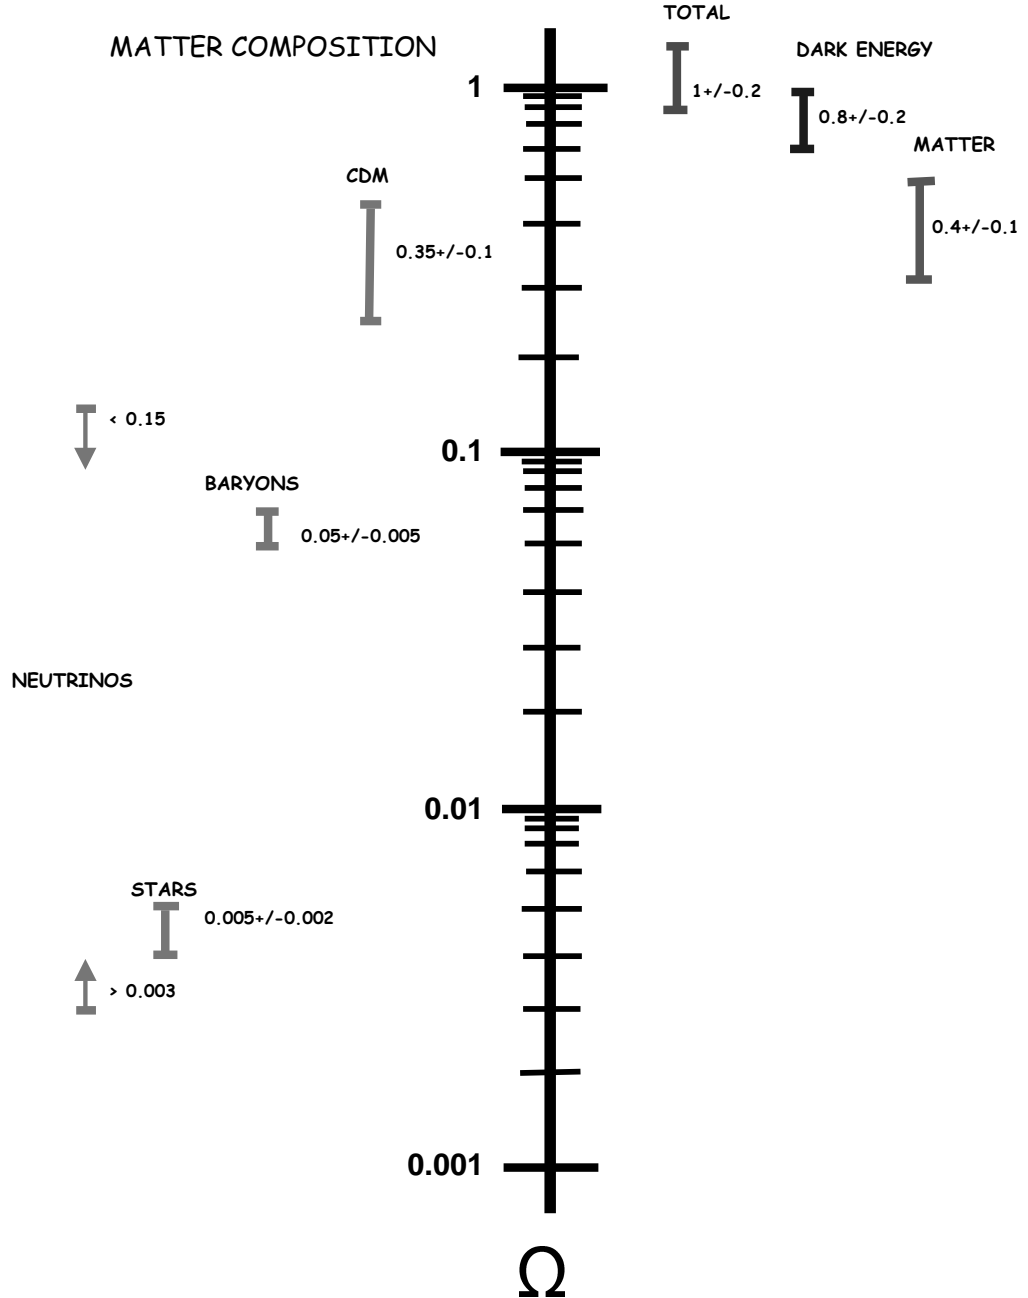 TOTAL
MATTER COMPOSITION
DARK ENERGY
1
1+/-0.2
0.8+/-0.2
MATTER
CDM
0.4+/-0.1
0.35+/-0.1
< 0.15
0.1
BARYONS
0.05+/-0.005
NEUTRINOS
0.01
STARS
0.005+/-0.002
> 0.003
0.001
Ω